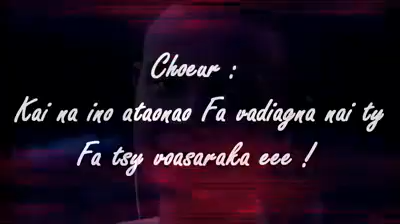 Choeur :
Kai na ino ataonao Fa vadiagna nai ty
Fa tsy voasaraka eee !